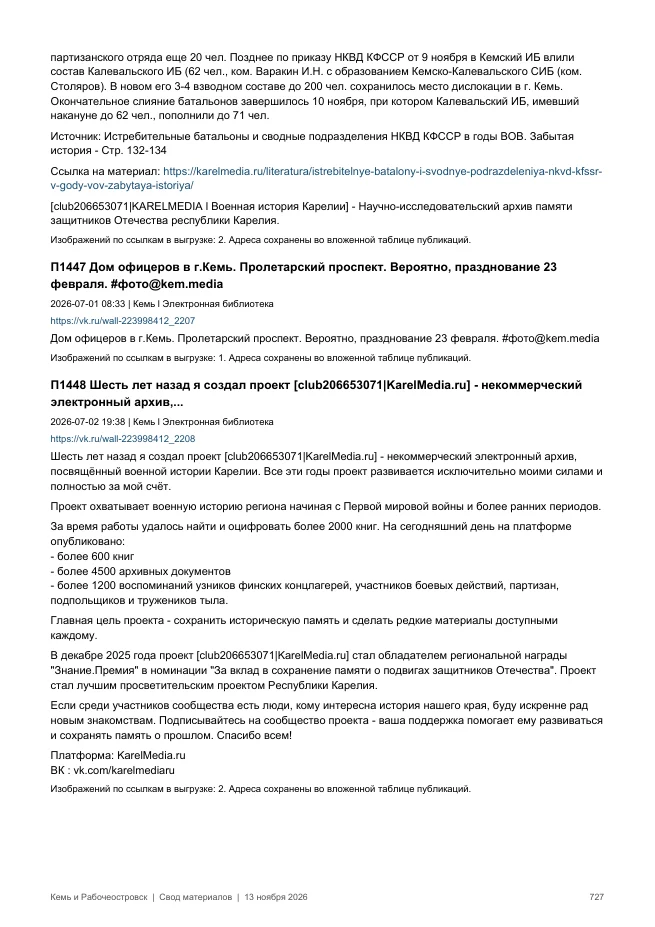 партизанского отряда еще 20 чел. Позднее по приказу НКВД КФССР от 9 ноября в Кемский ИБ влили
состав Калевальского ИБ (62 чел., ком. Варакин И.Н. с образованием Кемско-Калевальского СИБ (ком.
Столяров). В новом его 3-4 взводном составе до 200 чел. сохранилось место дислокации в г. Кемь.
Окончательное слияние батальонов завершилось 10 ноября, при котором Калевальский ИБ, имевший
накануне до 62 чел., пополнили до 71 чел.
Источник: Истребительные батальоны и сводные подразделения НКВД КФССР в годы ВОВ. Забытая
история - Стр. 132-134
Ссылка на материал: https://karelmedia.ru/literatura/istrebitelnye-batalony-i-svodnye-podrazdeleniya-nkvd-kfssr-
v-gody-vov-zabytaya-istoriya/
[club206653071|KARELMEDIA I Военная история Карелии] - Научно-исследовательский архив памяти
защитников Отечества республики Карелия.
Изображений по ссылкам в выгрузке: 2. Адреса сохранены во вложенной таблице публикаций.
П1447 Дом офицеров в г.Кемь. Пролетарский проспект. Вероятно, празднование 23
февраля. #фото@kem.media
2026-07-01 08:33 | Кемь I Электронная библиотека
https://vk.ru/wall-223998412_2207
Дом офицеров в г.Кемь. Пролетарский проспект. Вероятно, празднование 23 февраля. #фото@kem.media
Изображений по ссылкам в выгрузке: 1. Адреса сохранены во вложенной таблице публикаций.
П1448 Шесть лет назад я создал проект [club206653071|KarelMedia.ru] - некоммерческий
электронный архив,...
2026-07-02 19:38 | Кемь I Электронная библиотека
https://vk.ru/wall-223998412_2208
Шесть лет назад я создал проект [club206653071|KarelMedia.ru] - некоммерческий электронный архив,
посвящённый военной истории Карелии. Все эти годы проект развивается исключительно моими силами и
полностью за мой счёт.
Проект охватывает военную историю региона начиная с Первой мировой войны и более ранних периодов.
За время работы удалось найти и оцифровать более 2000 книг. На сегодняшний день на платформе
опубликовано:
- более 600 книг
- более 4500 архивных документов
- более 1200 воспоминаний узников финских концлагерей, участников боевых действий, партизан,
подпольщиков и тружеников тыла.
Главная цель проекта - сохранить историческую память и сделать редкие материалы доступными
каждому.
В декабре 2025 года проект [club206653071|KarelMedia.ru] стал обладателем региональной награды
"Знание.Премия" в номинации "За вклад в сохранение памяти о подвигах защитников Отечества". Проект
стал лучшим просветительским проектом Республики Карелия.
Если среди участников сообщества есть люди, кому интересна история нашего края, буду искренне рад
новым знакомствам. Подписывайтесь на сообщество проекта - ваша поддержка помогает ему развиваться
и сохранять память о прошлом. Спасибо всем!
Платформа: KarelMedia.ru
ВК : vk.com/karelmediaru
Изображений по ссылкам в выгрузке: 2. Адреса сохранены во вложенной таблице публикаций.
Кемь и Рабочеостровск | Свод материалов | 13 ноября 2026 727